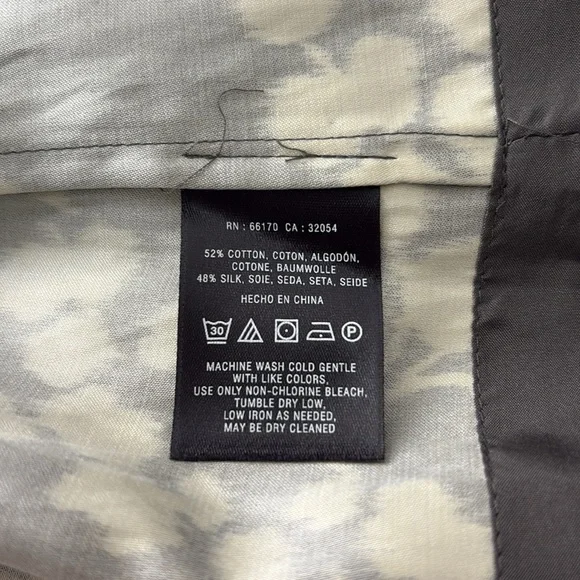 RN : 66170 CA : 32054
52% COTTON, COTON, ALGODÓN,
COTONE, BAUMWOLLE
48% SILK, SOIE, SEDA, SETA, SEIDE
HECHO EN CHINA
30 P
MACHINE WASH COLD GENTLE
WITH LIKE COLORS,
USE ONLY NON-CHLORINE BLEACH,
TUMBLE DRY LOW,
LOW IRON AS NEEDED,
MAY BE DRY CLEANED